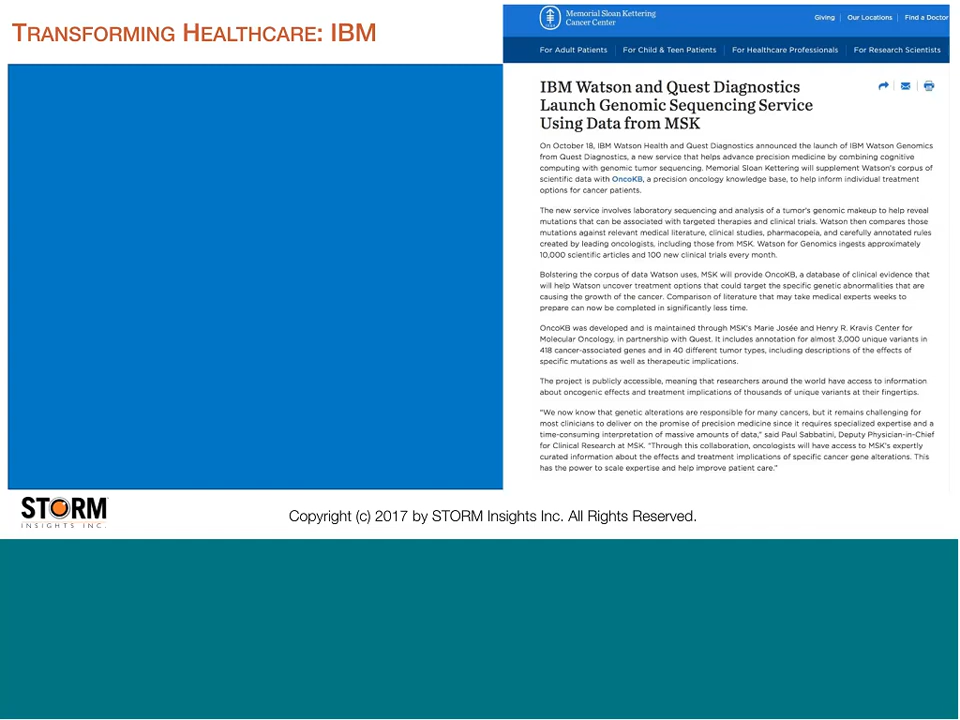 TRANSFORMING HEALTHCARE: IBM
Memorial Sloan Kettering
Cancer Center
Giving
Our Locations
Find a Doctor
For Adult Patients
For Child & Teen Patients
For Healthcare Professionals
For Research Scientists
IBM Watson and Quest Diagnostics
Launch Genomic Sequencing Service
Using Data from MSK
On October 18, IBM Watson Health and Quest Diagnostics announced the launch of IBM Watson Genomics
from Quest Diagnostics, a new service that helps advance precision medicine by combining cognitive
computing with genomic tumor sequencing. Memorial Sloan Kettering will supplement Watson's corpus of
scientific data with OncoKB, a precision oncology knowledge base, to help inform individual treatment
options for cancer patients.
The new service involves laboratory sequencing and analysis of a tumor's genomic makeup to help reveal
mutations that can be associated with targeted therapies and clinical trials. Watson then compares those
mutations against relevant medical literature, clinical studies, pharmacopeia, and carefully annotated rules
created by leading oncologists, including those from MSK. Watson for Genomics ingests approximately
10,000 scientific articles and 100 new clinical trials every month.
Bolstering the corpus of data Watson uses, MSK will provide OncoKB, a database of clinical evidence that
will help Watson uncover treatment options that could target the specific genetic abnormalities that are
causing the growth of the cancer. Comparison of literature that may take medical experts weeks to
prepare can now be completed in significantly less time.
OncoKB was developed and is maintained through MSK's Marie Josée and Henry R. Kravis Center for
Molecular Oncology, in partnership with Quest. It includes annotation for almost 3,000 unique variants in
418 cancer-associated genes and in 40 different tumor types, including descriptions of the effects of
specific mutations as well as therapeutic implications.
The project is publicly accessible, meaning that researchers around the world have access to information
about oncogenic effects and treatment implications of thousands of unique variants at their fingertips.
"We now know that genetic alterations are responsible for many cancers, but it remains challenging for
most clinicians to deliver on the promise of precision medicine since it requires specialized expertise and a
time-consuming interpretation of massive amounts of data," said Paul Sabbatini, Deputy Physician-in-Chief
for Clinical Research at MSK. "Through this collaboration, oncologists will have access to MSK's expertly
curated information about the effects and treatment implications of specific cancer gene alterations. This
has the power to scale expertise and help improve patient care."
STORM
INSIGHTS INC.
Copyright (c) 2017 by STORM Insights Inc. All Rights Reserved.